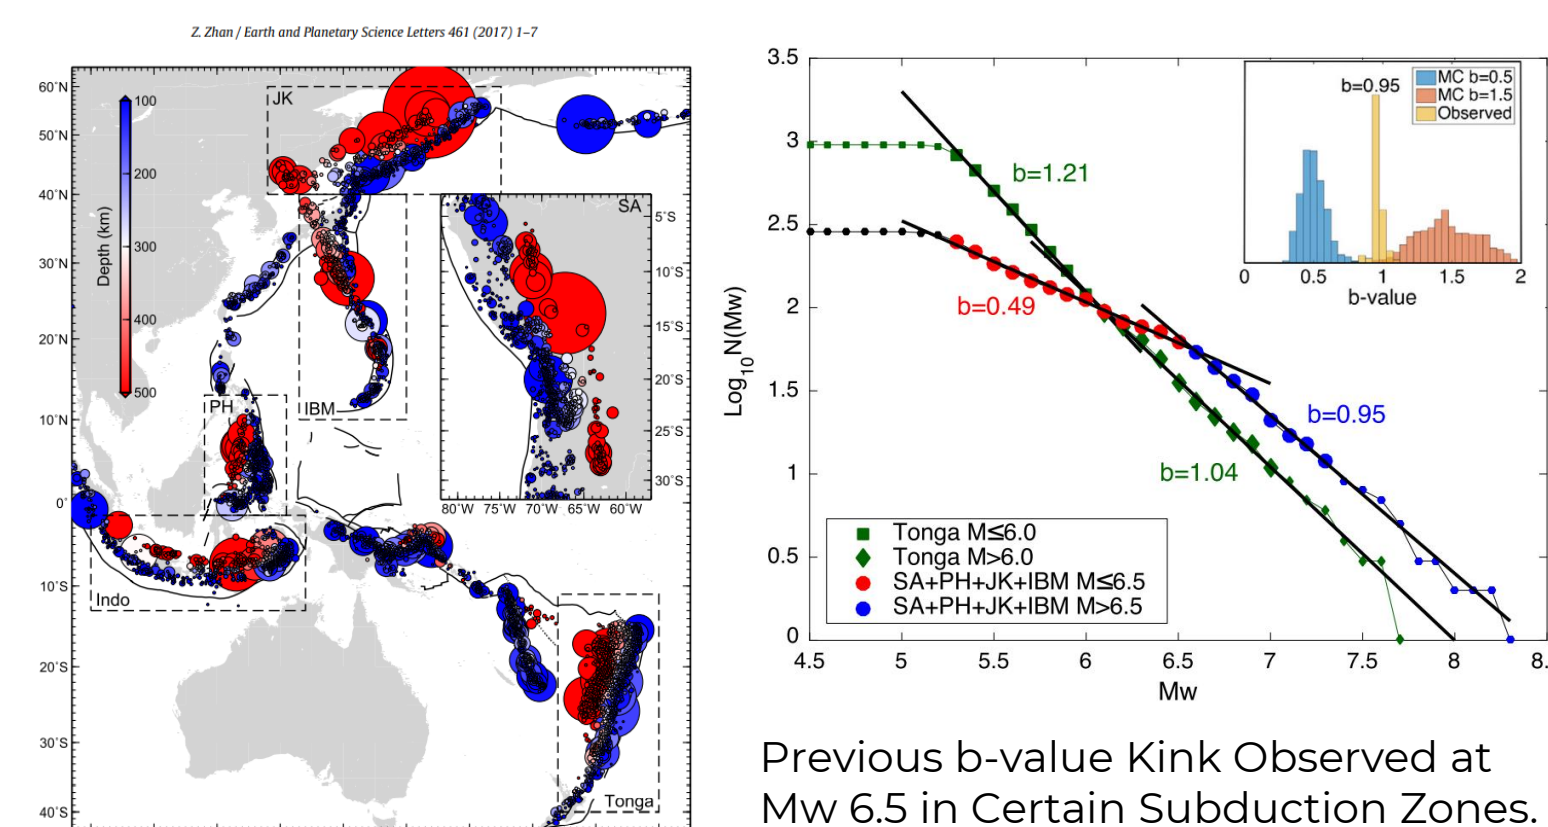 Z. Zhan / Earth and Planetary Science Letters 461 (2017) 1–7
60˚N
50˚N
40˚N
30˚N
20˚N
10˚N
0˚
10˚S
20˚S
30˚S
40˚S
Depth (km)
100
200
300
400
500
JK
IBM
PH
Indo
Tonga
SA
5˚S
10˚S
15˚S
20˚S
25˚S
30˚S
80˚W 75˚W 70˚W 65˚W 60˚W
3.5
3
2.5
2
1.5
1
0.5
0
Log10N(Mw)
4.5 5 5.5 6 6.5 7 7.5 8 8.
Mw
b=1.21
b=0.49
b=0.95
b=1.04
Tonga M≤6.0
Tonga M>6.0
SA+PH+JK+IBM M≤6.5
SA+PH+JK+IBM M>6.5
b=0.95
MC b=0.5
MC b=1.5
Observed
0 0.5 1 1.5 2
b-value
Previous b-value Kink Observed at
Mw 6.5 in Certain Subduction Zones.